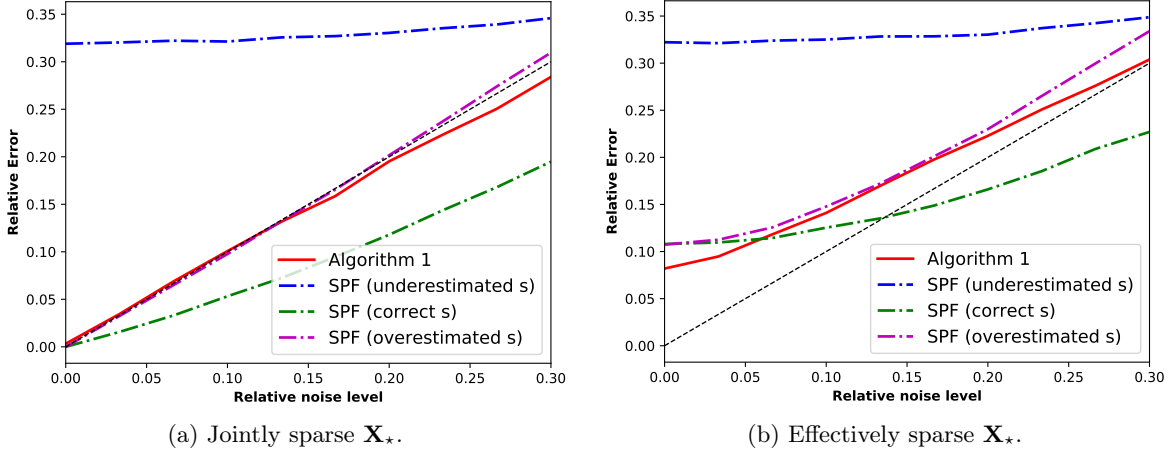 0.35
0.30
0.25
0.20
0.15
0.10
0.05
0.00
Relative Error
Algorithm 1
SPF (underestimated s)
SPF (correct s)
SPF (overestimated s)
0.00 0.05 0.10 0.15 0.20 0.25 0.30
Relative noise level
(a) Jointly sparse X⋆.
0.35
0.30
0.25
0.20
0.15
0.10
0.05
0.00
Relative Error
Algorithm 1
SPF (underestimated s)
SPF (correct s)
SPF (overestimated s)
0.00 0.05 0.10 0.15 0.20 0.25 0.30
Relative noise level
(b) Effectively sparse X⋆.